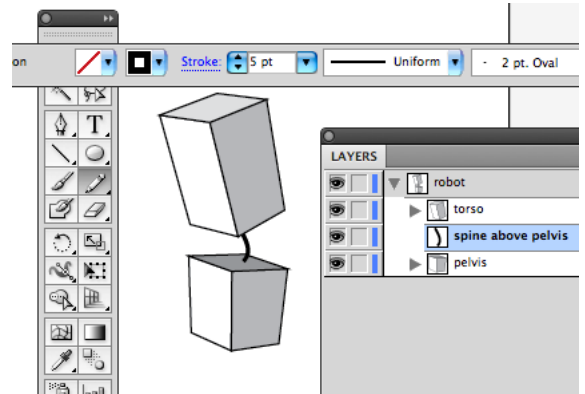 on Stroke: 5 pt Uniform 2 pt. Oval
T
LAYERS
robot
torso
spine above pelvis
pelvis